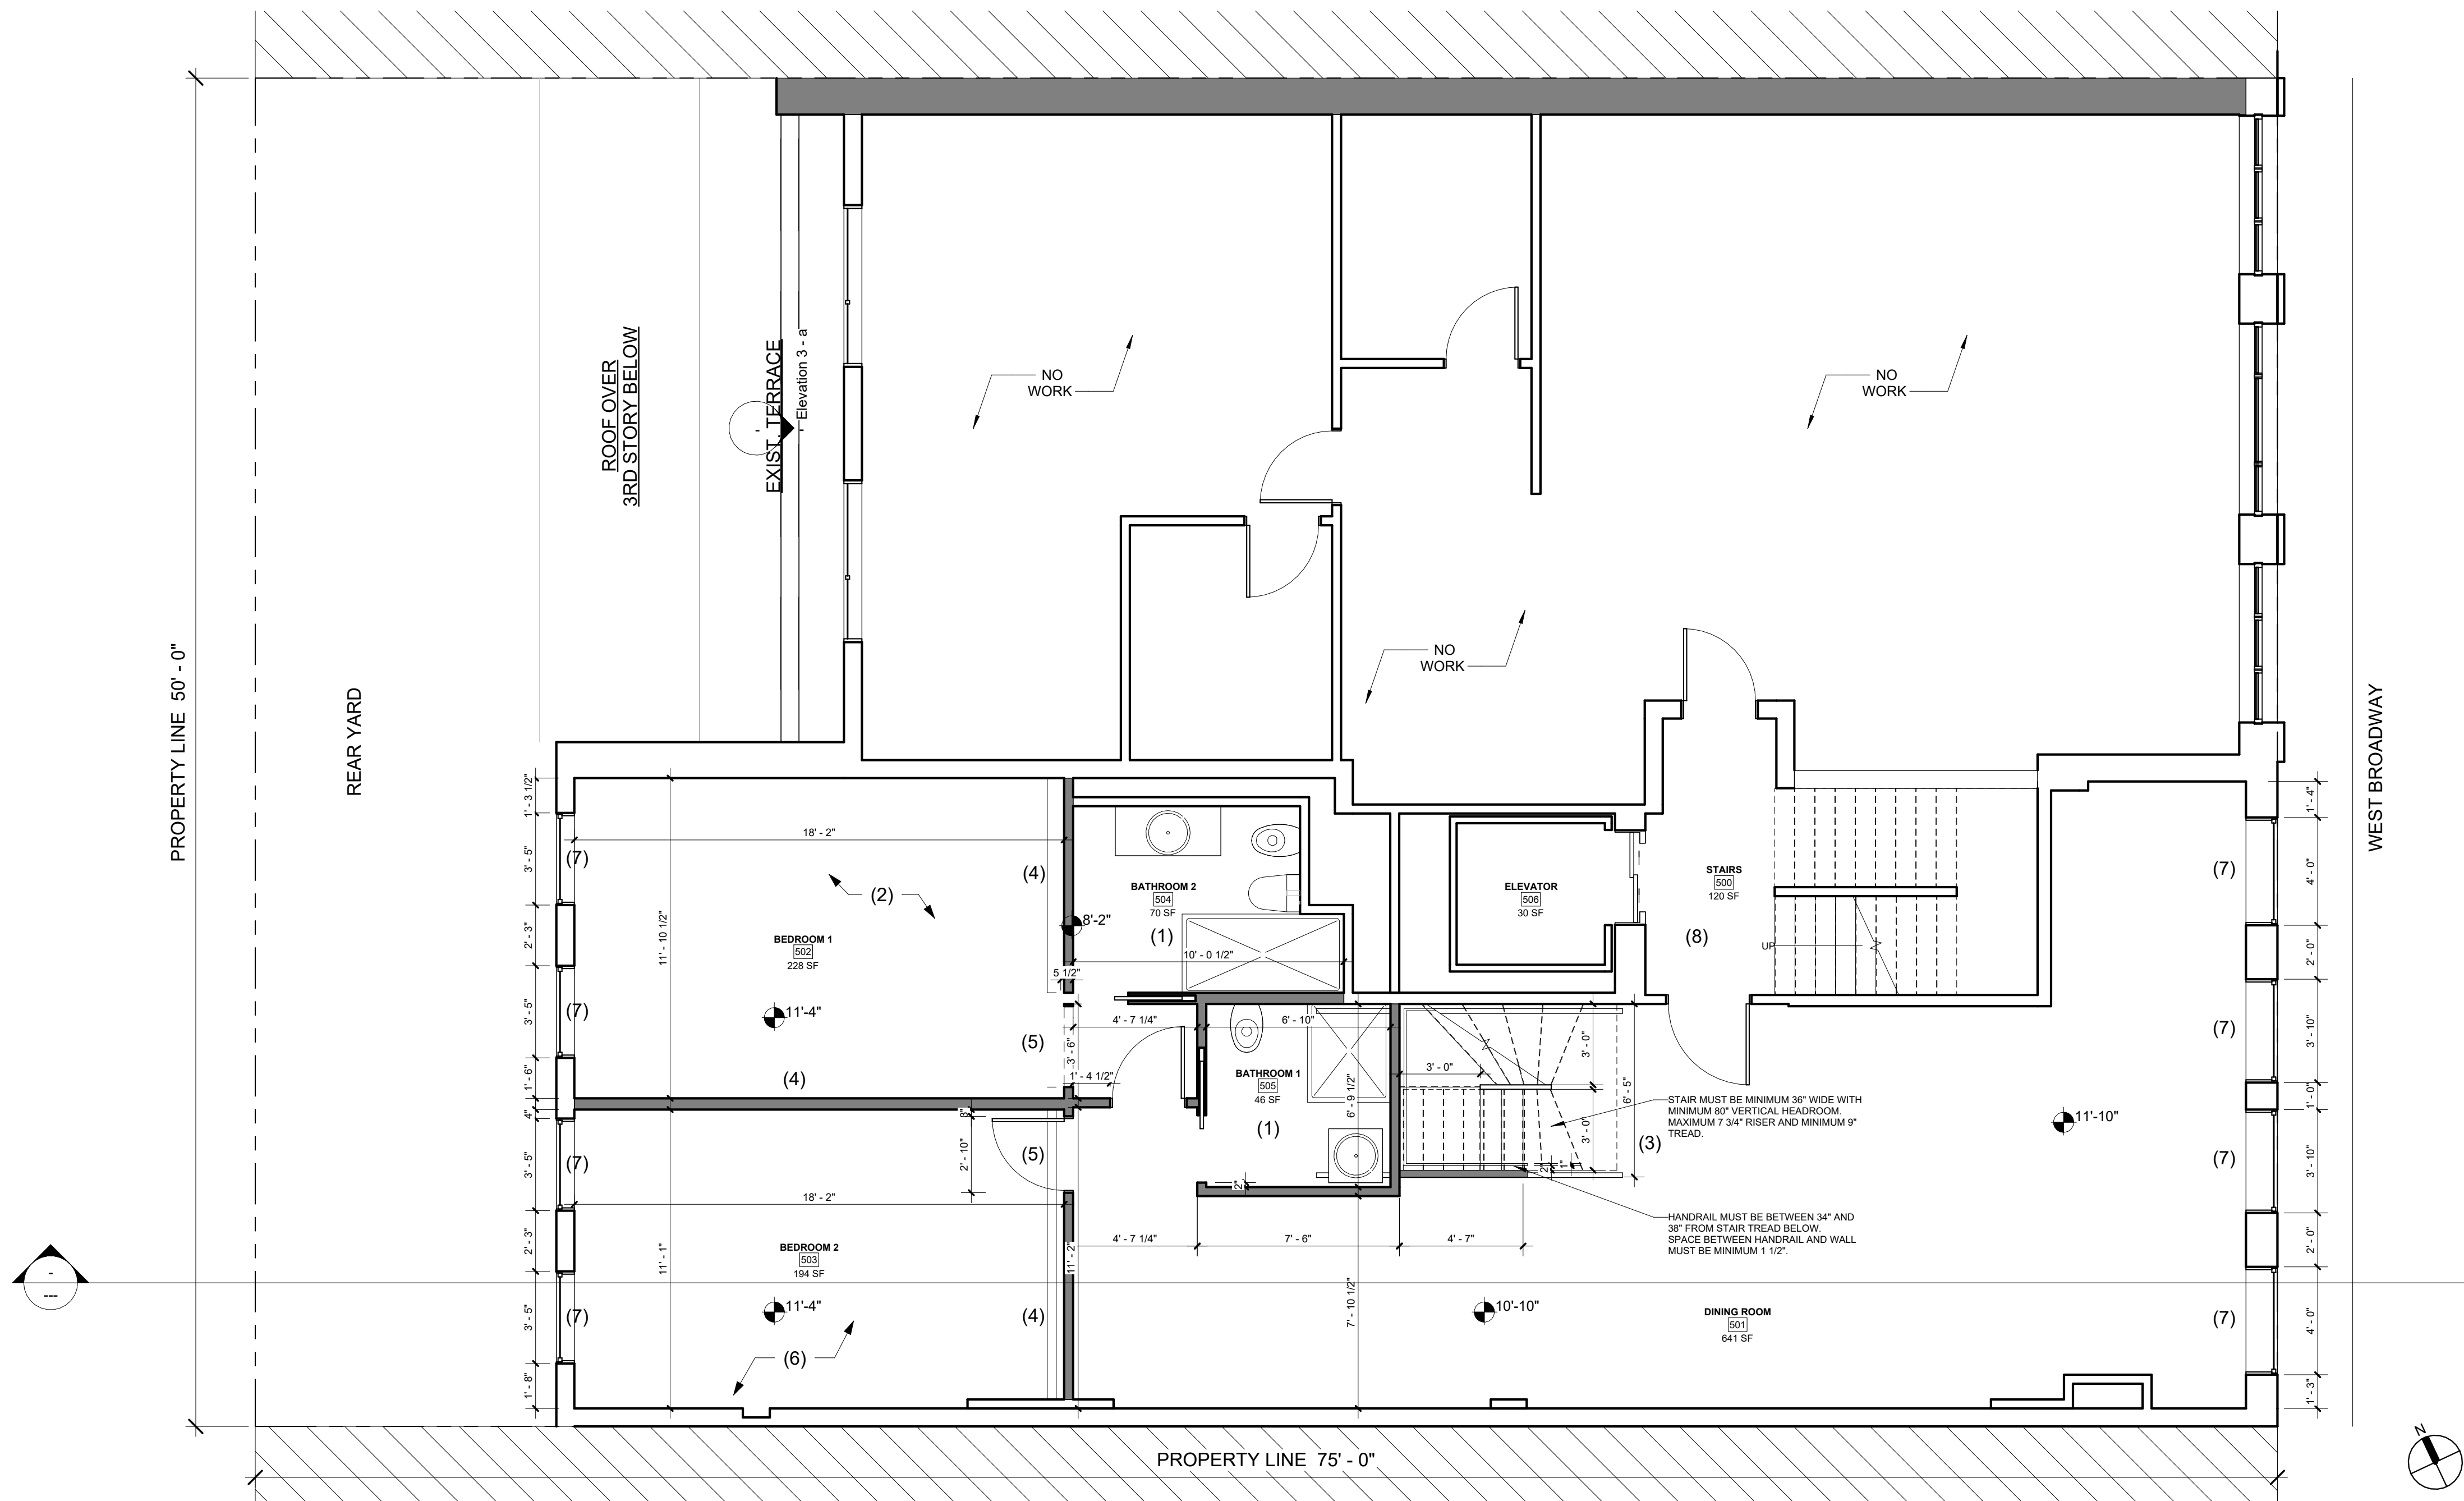 PROPERTY LINE 50' - 0"
REAR YARD
ROOF OVER
3RD STORY BELOW
EXIST. TERRACE
Elevation 3 - a
-
-
NO
WORK
NO
WORK
NO
WORK
WEST BROADWAY
1' - 3 1/2"
3' - 5"
2' - 3"
3' - 5"
1' - 6"
4"
3' - 5"
2' - 3"
3' - 5"
1' - 8"
(7)
(7)
(7)
(7)
18' - 2"
11' - 10 1/2"
(2)
(4)
BEDROOM 1
502
228 SF
11'-4"
(4)
(5)
8'-2"
5 1/2"
BATHROOM 2
504
70 SF
(1)
10' - 0 1/2"
4' - 7 1/4"
6' - 10"
3' - 6"
1' - 4 1/2"
BATHROOM 1
505
46 SF
(1)
6' - 9 1/2"
2"
3"
2' - 10"
(5)
18' - 2"
11' - 1"
BEDROOM 2
503
194 SF
11'-4"
(6)
(4)
11' - 2"
4' - 7 1/4"
7' - 6"
4' - 7"
7' - 10 1/2"
10'-10"
ELEVATOR
506
30 SF
STAIRS
500
120 SF
(8)
UP
3' - 0"
3' - 0"
3' - 0"
6' - 5"
2"
1"
(3)
STAIR MUST BE MINIMUM 36" WIDE WITH
MINIMUM 80" VERTICAL HEADROOM.
MAXIMUM 7 3/4" RISER AND MINIMUM 9"
TREAD.
HANDRAIL MUST BE BETWEEN 34" AND
38" FROM STAIR TREAD BELOW.
SPACE BETWEEN HANDRAIL AND WALL
MUST BE MINIMUM 1 1/2".
DINING ROOM
501
641 SF
11'-10"
(7)
(7)
(7)
(7)
1' - 4"
4' - 0"
2' - 0"
3' - 10"
1' - 0"
3' - 10"
2' - 0"
4' - 0"
1' - 3"
-
---
PROPERTY LINE 75' - 0"
N